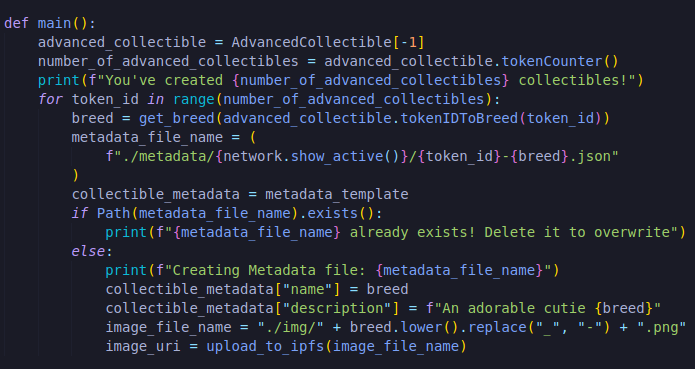 def main():
    advanced_collectible = AdvancedCollectible[-1]
    number_of_advanced_collectibles = advanced_collectible.tokenCounter()
    print(f"You've created {number_of_advanced_collectibles} collectibles!")
    for token_id in range(number_of_advanced_collectibles):
        breed = get_breed(advanced_collectible.tokenIDToBreed(token_id))
        metadata_file_name = (
            f"./metadata/{network.show_active()}/{token_id}-{breed}.json"
        )
        collectible_metadata = metadata_template
        if Path(metadata_file_name).exists():
            print(f"{metadata_file_name} already exists! Delete it to overwrite")
        else:
            print(f"Creating Metadata file: {metadata_file_name}")
            collectible_metadata["name"] = breed
            collectible_metadata["description"] = f"An adorable cutie {breed}"
            image_file_name = "./img/" + breed.lower().replace("_", "-") + ".png"
            image_uri = upload_to_ipfs(image_file_name)